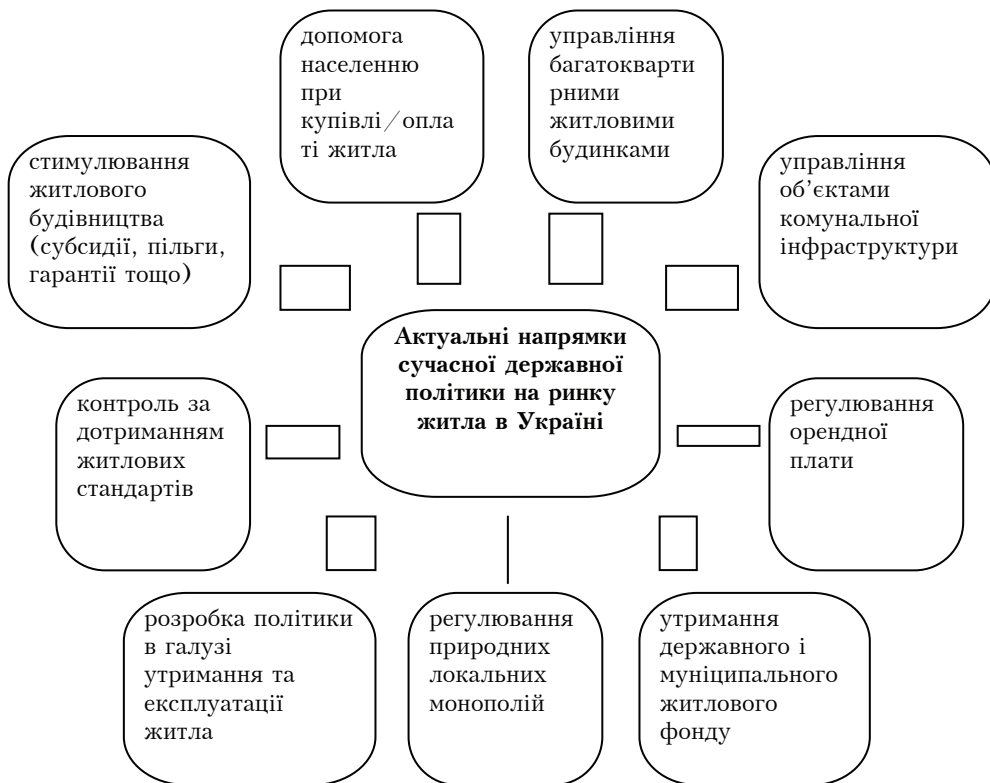 допомога
населенню
при
купівлі/опла
ті житла
управління
багатокварти
рними
житловими
будинками
стимулювання
житлового
будівництва
(субсидії, пільги,
гарантії тощо)
управління
об’єктами
комунальної
інфраструктури
Актуальні напрямки
сучасної державної
політики на ринку
житла в Україні
контроль за
дотриманням
житлових
стандартів
регулювання
орендної
плати
розробка політики
в галузі
утримання та
експлуатації
житла
регулювання
природних
локальних
монополій
утримання
державного і
муніципального
житлового
фонду